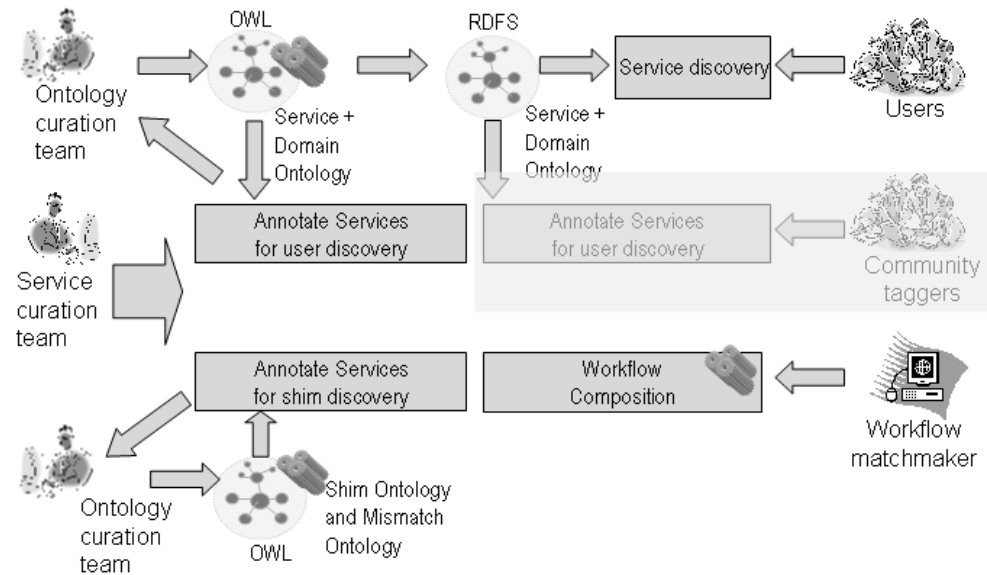 OWL
RDFS
Service discovery
Ontology
curation
team
Service +
Domain
Ontology
Service +
Domain
Ontology
Users
Annotate Services
for user discovery
Annotate Services
for user discovery
Community
taggers
Service
curation
team
Annotate Services
for shim discovery
Workflow
Composition
Workflow
matchmaker
Ontology
curation
team
OWL
Shim Ontology
and Mismatch
Ontology